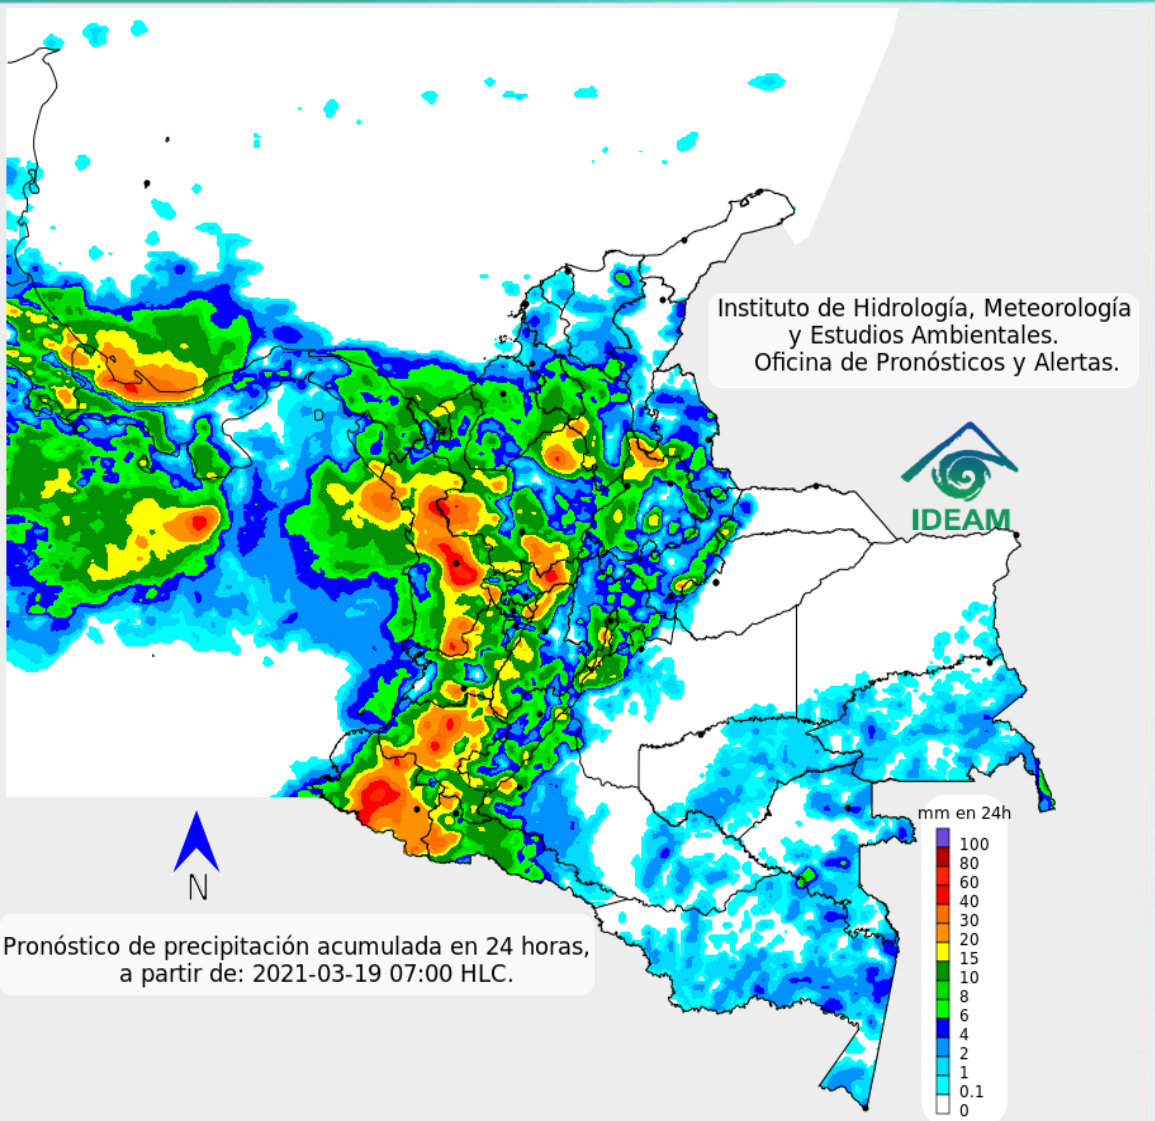 Instituto de Hidrología, Meteorología
y Estudios Ambientales.
Oficina de Pronósticos y Alertas.
IDEAM
mm en 24h
100
80
60
40
30
20
15
10
8
6
4
2
1
0.1
0
N
Pronóstico de precipitación acumulada en 24 horas,
a partir de: 2021-03-19 07:00 HLC.